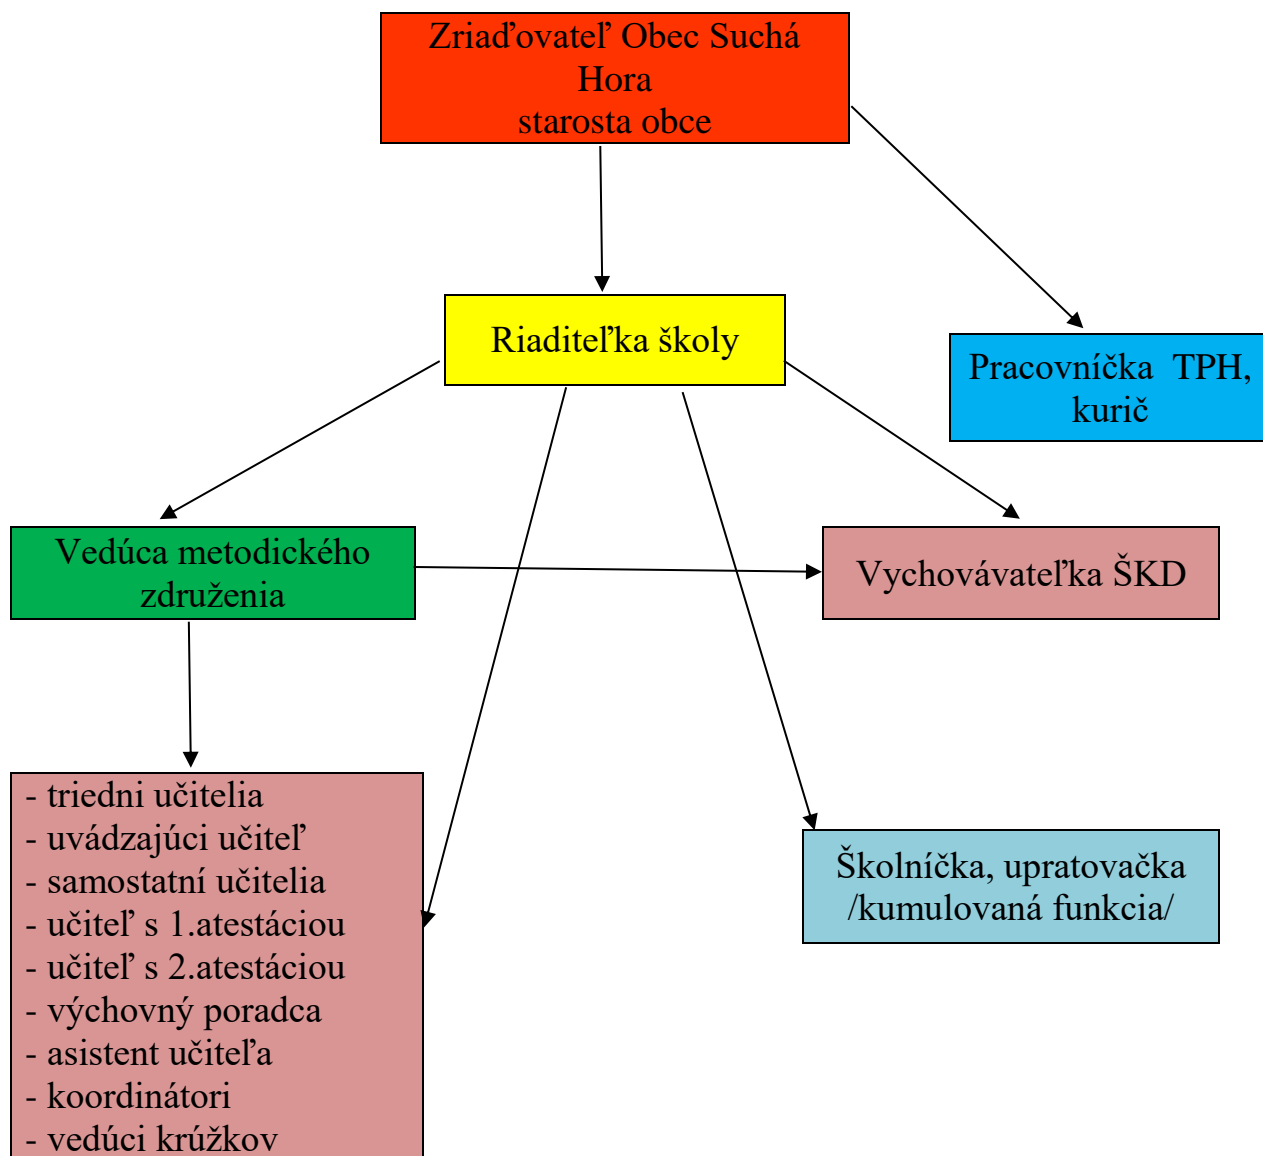 Zriaďovateľ Obec Suchá
Hora
starosta obce
Riaditeľka školy
Pracovníčka  TPH,
kurič
Vedúca metodického
združenia
Vychovávateľka ŠKD
- triedni učitelia
- uvádzajúci učiteľ
- samostatní učitelia
- učiteľ s 1.atestáciou
- učiteľ s 2.atestáciou
- výchovný poradca
- asistent učiteľa
- koordinátori
- vedúci krúžkov
Školníčka, upratovačka
/kumulovaná funkcia/